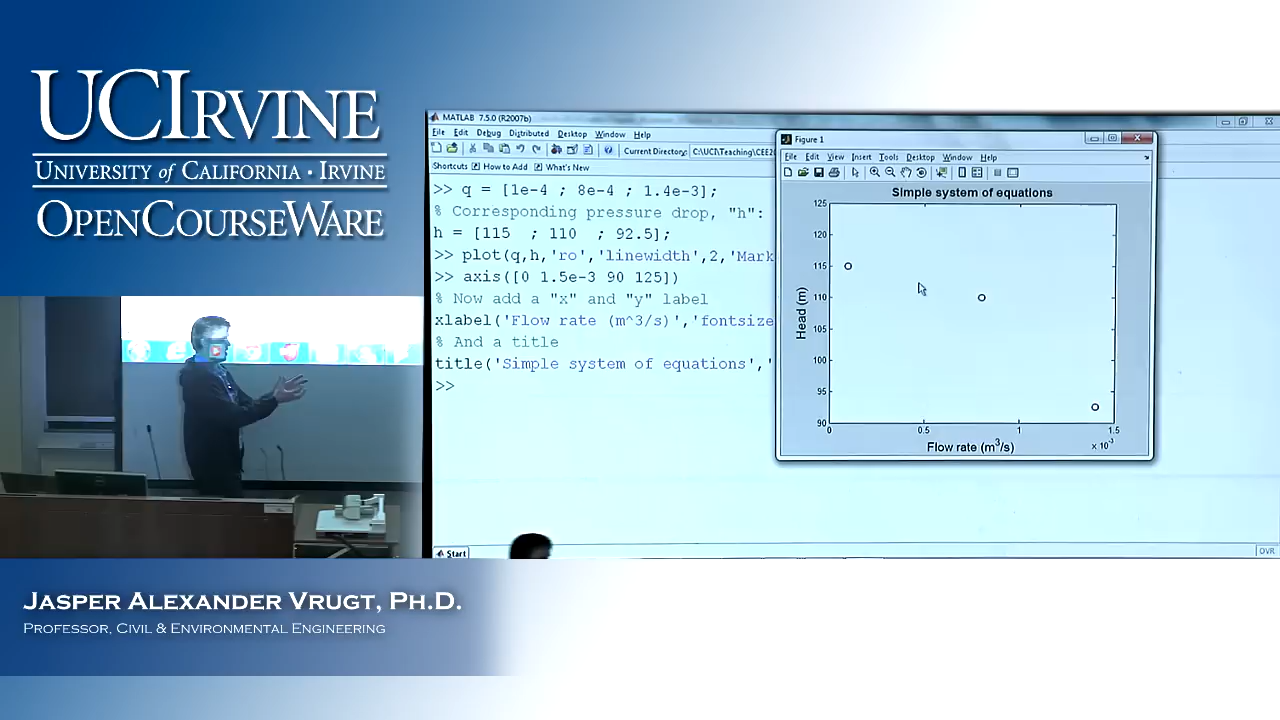 UCIRVINE
UNIVERSITY of CALIFORNIA · IRVINE
OPENCOURSEWARE
MATLAB 7.5.0 (R2007b)
File Edit Debug Distributed Desktop Window Help
Current Directory: C:\UCI\Teaching\CEE20
Shortcuts How to Add What's New
>> q = [1e-4 ; 8e-4 ; 1.4e-3];
% Corresponding pressure drop, "h":
h = [115 ; 110 ; 92.5];
>> plot(q,h,'ro','linewidth',2,'Mark
>> axis([0 1.5e-3 90 125])
% Now add a "x" and "y" label
xlabel('Flow rate (m^3/s)','fontsize
% And a title
title('Simple system of equations','
>>
Start
OVR
Figure 1
File Edit View Insert Tools Desktop Window Help
Simple system of equations
125
120
115
110
105
100
95
90
Head (m)
0 0.5 1 1.5
x 10⁻³
Flow rate (m³/s)
JASPER ALEXANDER VRUGT, PH.D.
PROFESSOR, CIVIL & ENVIRONMENTAL ENGINEERING